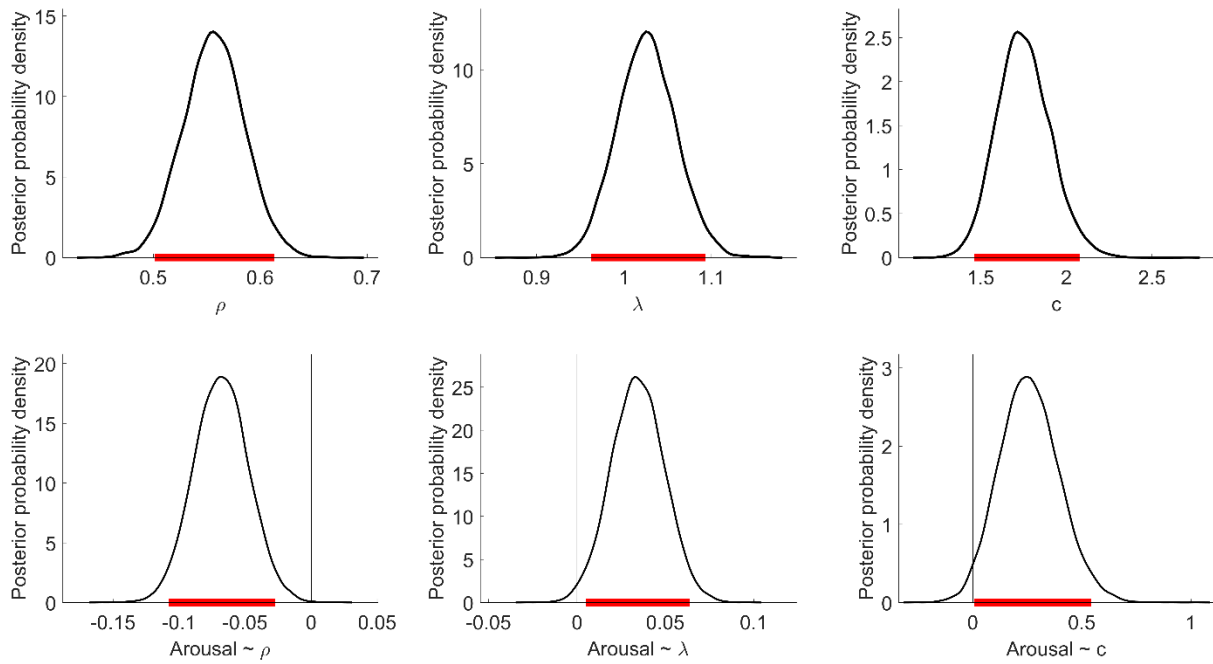 Posterior probability density
15
10
5
0
0.5 0.6 0.7
ρ
Posterior probability density
10
5
0
0.9 1 1.1
λ
Posterior probability density
2.5
2
1.5
1
0.5
0
1.5 2 2.5
c
Posterior probability density
20
15
10
5
0
-0.15 -0.1 -0.05 0 0.05
Arousal ~ ρ
Posterior probability density
25
20
15
10
5
0
-0.05 0 0.05 0.1
Arousal ~ λ
Posterior probability density
3
2
1
0
0 0.5 1
Arousal ~ c